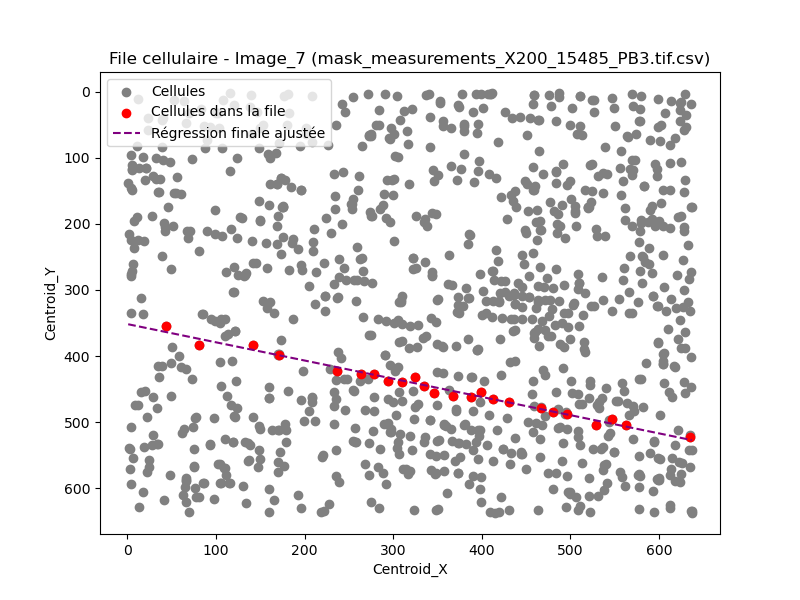 File cellulaire - Image_7 (mask_measurements_X200_15485_PB3.tif.csv)
Cellules
Cellules dans la file
Régression finale ajustée
Centroid_Y
0
100
200
300
400
500
600
0 100 200 300 400 500 600
Centroid_X